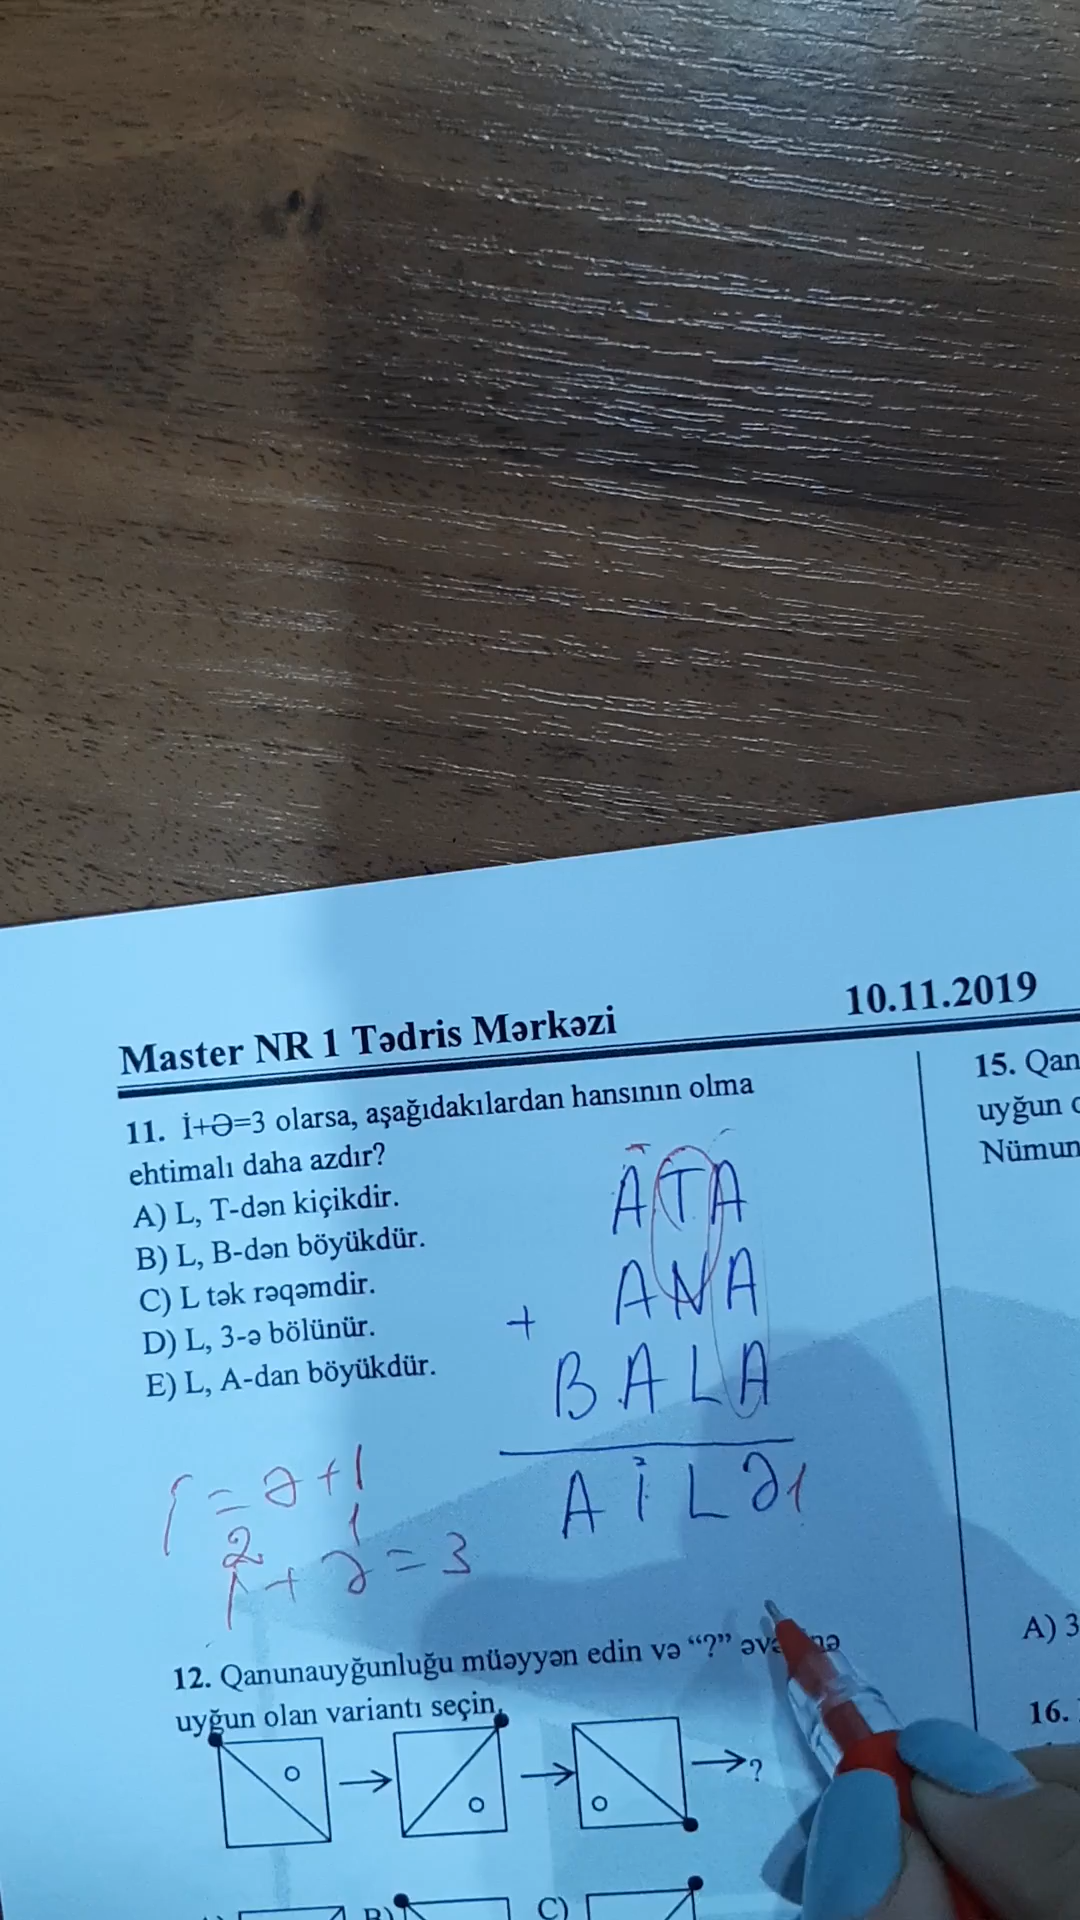 Master NR 1 Tədris Mərkəzi
10.11.2019
11. İ+Ə=3 olarsa, aşağıdakılardan hansının olma
ehtimalı daha azdır?
A) L, T-dən kiçikdir.
B) L, B-dən böyükdür.
C) L tək rəqəmdir.
D) L, 3-ə bölünür.
E) L, A-dan böyükdür.
ATA
ANA
+
BALA
AİLƏ1
İ = Ə + 1
2 1
İ + Ə = 3
12. Qanunauyğunluğu müəyyən edin və “?”
uyğun olan variantı seçin.
?
B)
C)
15. Qan
uyğun
Nümun
A) 3
16.